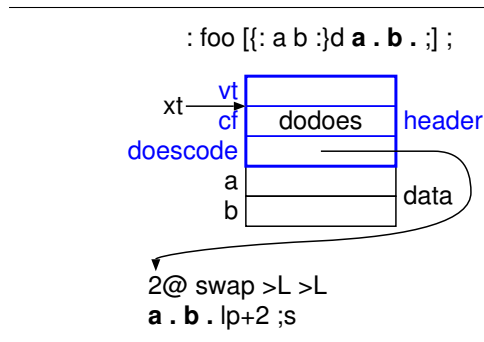 : foo [{: a b :}d a . b . ;] ;
vt
xt
cf dodoes header
doescode
a
data
b
2@ swap >L >L
a . b . lp+2 ;s